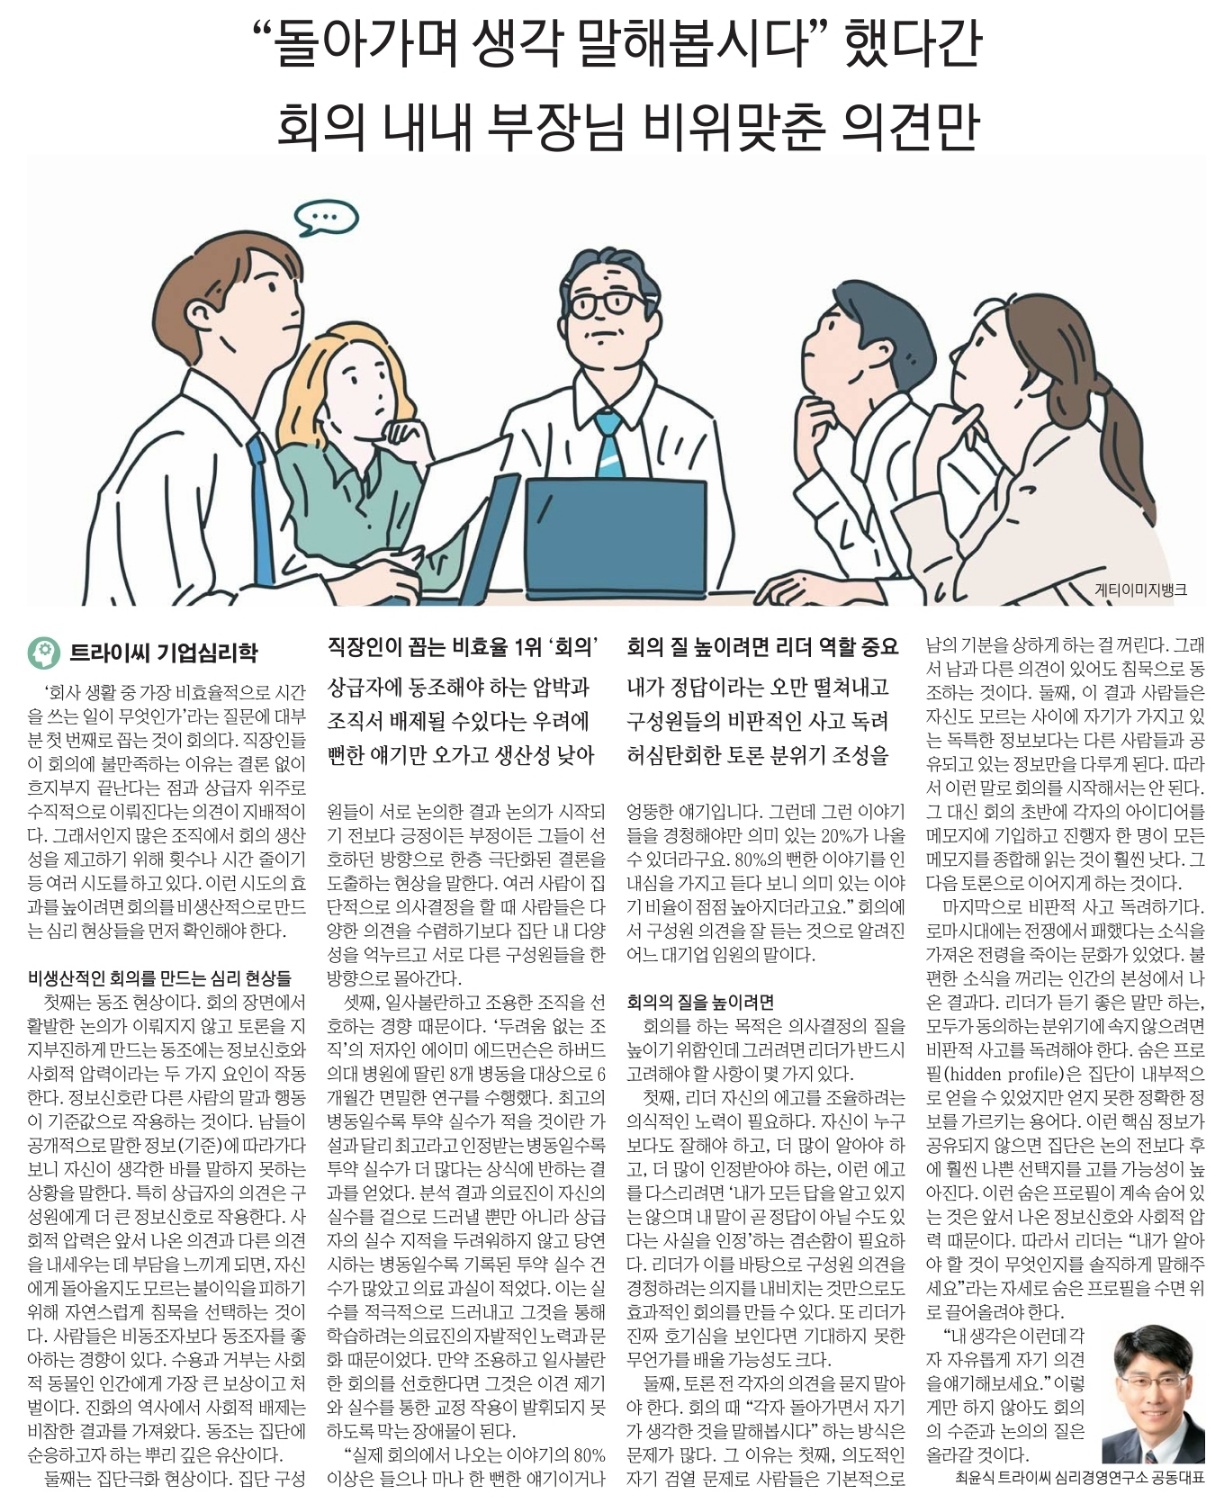 “돌아가며 생각 말해봅시다” 했다간
회의 내내 부장님 비위맞춘 의견만
게티이미지뱅크
트라이씨 기업심리학
‘회사 생활 중 가장 비효율적으로 시간
을 쓰는 일이 무엇인가’라는 질문에 대부
분 첫 번째로 꼽는 것이 회의다. 직장인들
이 회의에 불만족하는 이유는 결론 없이
흐지부지 끝난다는 점과 상급자 위주로
수직적으로 이뤄진다는 의견이 지배적이
다. 그래서인지 많은 조직에서 회의 생산
성을 제고하기 위해 횟수나 시간 줄이기
등 여러 시도를 하고 있다. 이런 시도의 효
과를 높이려면 회의를 비생산적으로 만드
는 심리 현상들을 먼저 확인해야 한다.
비생산적인 회의를 만드는 심리 현상들
첫째는 동조 현상이다. 회의 장면에서
활발한 논의가 이뤄지지 않고 토론을 지
지부진하게 만드는 동조에는 정보신호와
사회적 압력이라는 두 가지 요인이 작동
한다. 정보신호란 다른 사람의 말과 행동
이 기준값으로 작용하는 것이다. 남들이
공개적으로 말한 정보(기준)에 따라가다
보니 자신이 생각한 바를 말하지 못하는
상황을 말한다. 특히 상급자의 의견은 구
성원에게 더 큰 정보신호로 작용한다. 사
회적 압력은 앞서 나온 의견과 다른 의견
을 내세우는 데 부담을 느끼게 되면, 자신
에게 돌아올지도 모르는 불이익을 피하기
위해 자연스럽게 침묵을 선택하는 것이
다. 사람들은 비동조자보다 동조자를 좋
아하는 경향이 있다. 수용과 거부는 사회
적 동물인 인간에게 가장 큰 보상이고 처
벌이다. 진화의 역사에서 사회적 배제는
비참한 결과를 가져왔다. 동조는 집단에
순응하고자 하는 뿌리 깊은 유산이다.
둘째는 집단극화 현상이다. 집단 구성
직장인이 꼽는 비효율 1위 ‘회의’
상급자에 동조해야 하는 압박과
조직서 배제될 수있다는 우려에
뻔한 얘기만 오가고 생산성 낮아
원들이 서로 논의한 결과 논의가 시작되
기 전보다 긍정이든 부정이든 그들이 선
호하던 방향으로 한층 극단화된 결론을
도출하는 현상을 말한다. 여러 사람이 집
단적으로 의사결정을 할 때 사람들은 다
양한 의견을 수렴하기보다 집단 내 다양
성을 억누르고 서로 다른 구성원들을 한
방향으로 몰아간다.
셋째, 일사불란하고 조용한 조직을 선
호하는 경향 때문이다. ‘두려움 없는 조
직’의 저자인 에이미 에드먼슨은 하버드
의대 병원에 딸린 8개 병동을 대상으로 6
개월간 면밀한 연구를 수행했다. 최고의
병동일수록 투약 실수가 적을 것이란 가
설과 달리 최고라고 인정받는 병동일수록
투약 실수가 더 많다는 상식에 반하는 결
과를 얻었다. 분석 결과 의료진이 자신의
실수를 겉으로 드러낼 뿐만 아니라 상급
자의 실수 지적을 두려워하지 않고 당연
시하는 병동일수록 기록된 투약 실수 건
수가 많았고 의료 과실이 적었다. 이는 실
수를 적극적으로 드러내고 그것을 통해
학습하려는 의료진의 자발적인 노력과 문
화 때문이었다. 만약 조용하고 일사불란
한 회의를 선호한다면 그것은 이견 제기
와 실수를 통한 교정 작용이 발휘되지 못
하도록 막는 장애물이 된다.
“실제 회의에서 나오는 이야기의 80%
이상은 들으나 마나 한 뻔한 얘기이거나
회의 질 높이려면 리더 역할 중요
내가 정답이라는 오만 떨쳐내고
구성원들의 비판적인 사고 독려
허심탄회한 토론 분위기 조성을
엉뚱한 얘기입니다. 그런데 그런 이야기
들을 경청해야만 의미 있는 20%가 나올
수 있더라구요. 80%의 뻔한 이야기를 인
내심을 가지고 듣다 보니 의미 있는 이야
기 비율이 점점 높아지더라고요.” 회의에
서 구성원 의견을 잘 듣는 것으로 알려진
어느 대기업 임원의 말이다.
회의의 질을 높이려면
회의를 하는 목적은 의사결정의 질을
높이기 위함인데 그러려면 리더가 반드시
고려해야 할 사항이 몇 가지 있다.
첫째, 리더 자신의 에고를 조율하려는
의식적인 노력이 필요하다. 자신이 누구
보다도 잘해야 하고, 더 많이 알아야 하
고, 더 많이 인정받아야 하는, 이런 에고
를 다스리려면 ‘내가 모든 답을 알고 있지
는 않으며 내 말이 곧 정답이 아닐 수도 있
다는 사실을 인정’하는 겸손함이 필요하
다. 리더가 이를 바탕으로 구성원 의견을
경청하려는 의지를 내비치는 것만으로도
효과적인 회의를 만들 수 있다. 또 리더가
진짜 호기심을 보인다면 기대하지 못한
무언가를 배울 가능성도 크다.
둘째, 토론 전 각자의 의견을 묻지 말아
야 한다. 회의 때 “각자 돌아가면서 자기
가 생각한 것을 말해봅시다” 하는 방식은
문제가 많다. 그 이유는 첫째, 의도적인
자기 검열 문제로 사람들은 기본적으로
남의 기분을 상하게 하는 걸 꺼린다. 그래
서 남과 다른 의견이 있어도 침묵으로 동
조하는 것이다. 둘째, 이 결과 사람들은
자신도 모르는 사이에 자기가 가지고 있
는 독특한 정보보다는 다른 사람들과 공
유되고 있는 정보만을 다루게 된다. 따라
서 이런 말로 회의를 시작해서는 안 된다.
그 대신 회의 초반에 각자의 아이디어를
메모지에 기입하고 진행자 한 명이 모든
메모지를 종합해 읽는 것이 훨씬 낫다. 그
다음 토론으로 이어지게 하는 것이다.
마지막으로 비판적 사고 독려하기다.
로마시대에는 전쟁에서 패했다는 소식을
가져온 전령을 죽이는 문화가 있었다. 불
편한 소식을 꺼리는 인간의 본성에서 나
온 결과다. 리더가 듣기 좋은 말만 하는,
모두가 동의하는 분위기에 속지 않으려면
비판적 사고를 독려해야 한다. 숨은 프로
필(hidden profile)은 집단이 내부적으
로 얻을 수 있었지만 얻지 못한 정확한 정
보를 가르키는 용어다. 이런 핵심 정보가
공유되지 않으면 집단은 논의 전보다 후
에 훨씬 나쁜 선택지를 고를 가능성이 높
아진다. 이런 숨은 프로필이 계속 숨어 있
는 것은 앞서 나온 정보신호와 사회적 압
력 때문이다. 따라서 리더는 “내가 알아
야 할 것이 무엇인지를 솔직하게 말해주
세요”라는 자세로 숨은 프로필을 수면 위
로 끌어올려야 한다.
“내 생각은 이런데 각
자 자유롭게 자기 의견
을 얘기해보세요.” 이렇
게만 하지 않아도 회의
의 수준과 논의의 질은
올라갈 것이다.
최윤식 트라이씨 심리경영연구소 공동대표